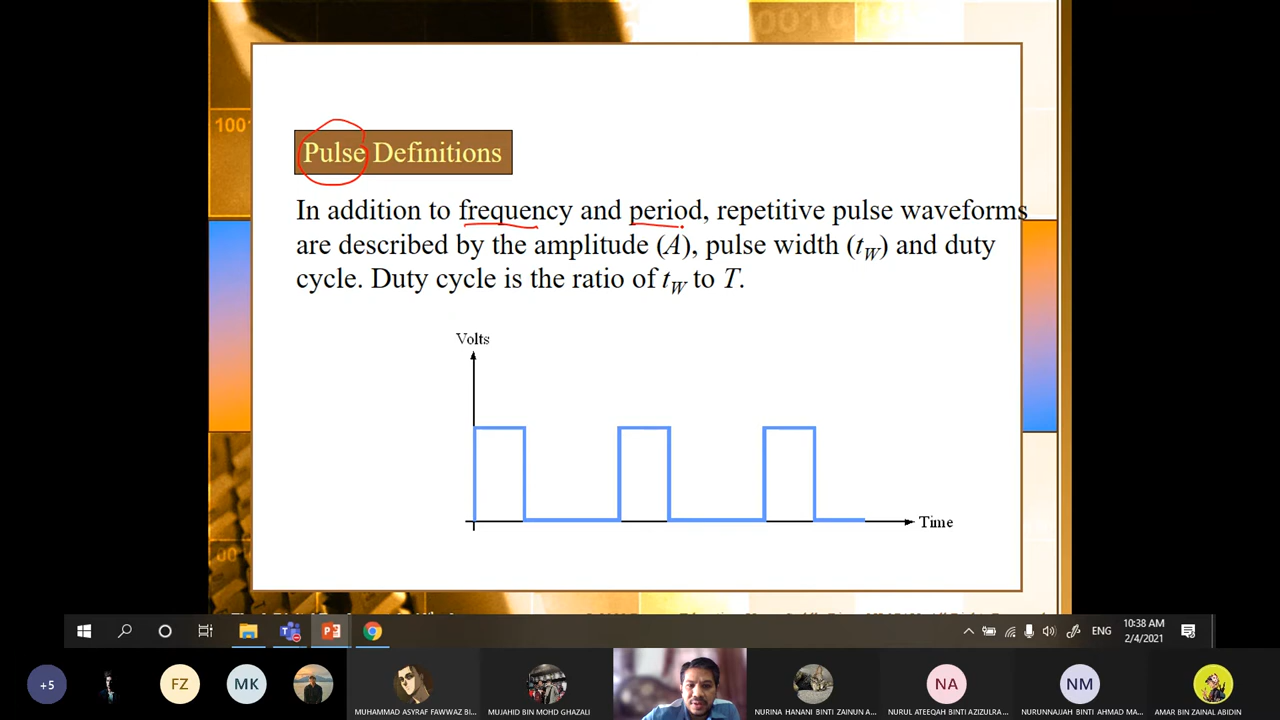 1001
Pulse Definitions
In addition to frequency and period, repetitive pulse waveforms
are described by the amplitude (A), pulse width (tW) and duty
cycle. Duty cycle is the ratio of tW to T.
Volts
Time
10:38 AM
ENG
2/4/2021
+5
FZ
MK
NA
NM
MUHAMMAD ASYRAF FAWWAZ BI...
MUJAHID BIN MOHD GHAZALI
NURINA HANANI BINTI ZAINUN A...
NURUL ATEEQAH BINTI AZIZULRA...
NURUNNAJJAH BINTI AHMAD MA...
AMAR BIN ZAINAL ABIDIN